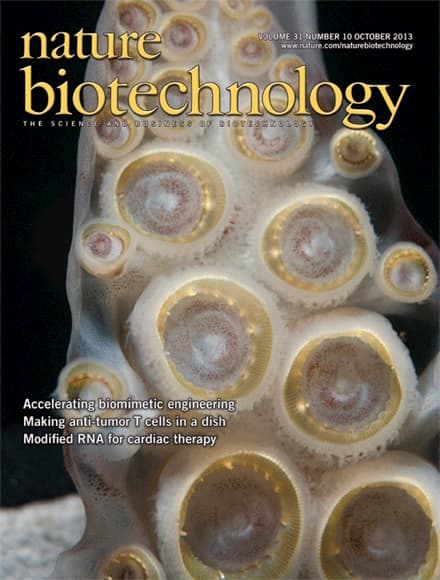 VOLUME 31 NUMBER 10 OCTOBER 2013
www.nature.com/naturebiotechnology
nature
biotechnology
THE SCIENCE AND BUSINESS OF BIOTECHNOLOGY
Accelerating biomimetic engineering
Making anti-tumor T cells in a dish
Modified RNA for cardiac therapy